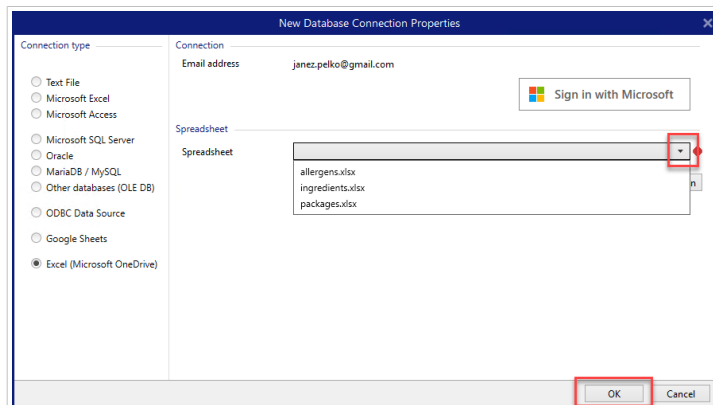 New Database Connection Properties
Connection type
Text File
Microsoft Excel
Microsoft Access
Microsoft SQL Server
Oracle
MariaDB / MySQL
Other databases (OLE DB)
ODBC Data Source
Google Sheets
Excel (Microsoft OneDrive)
Connection
Email address janez.pelko@gmail.com
Sign in with Microsoft
Spreadsheet
Spreadsheet
allergens.xlsx
ingredients.xlsx
packages.xlsx
OK Cancel